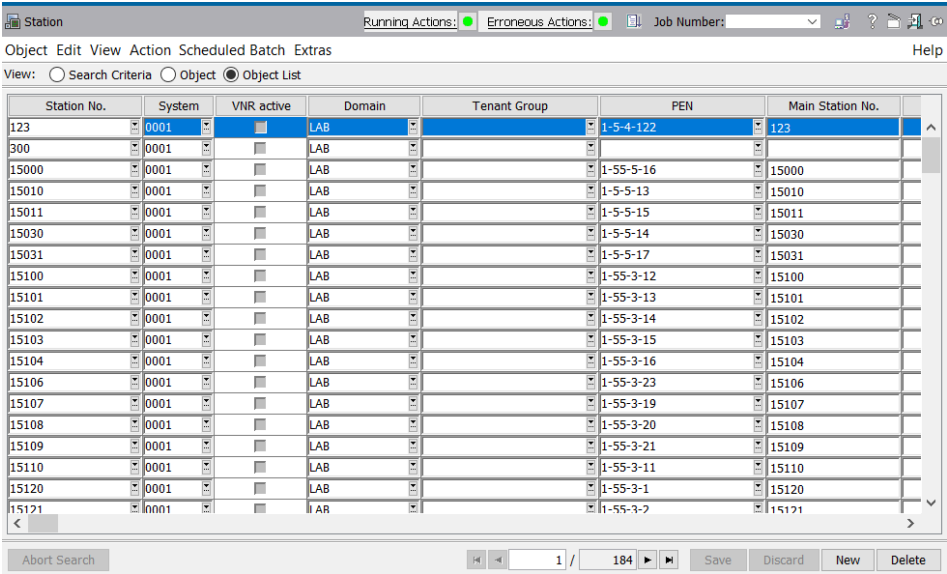 Station Running Actions: Erroneous Actions: Job Number:
Object Edit View Action Scheduled Batch Extras Help
View: Search Criteria Object Object List
Station No. System VNR active Domain Tenant Group PEN Main Station No.
123 0001 LAB 1-5-4-122 123
300 0001 LAB
15000 0001 LAB 1-55-5-16 15000
15010 0001 LAB 1-5-5-13 15010
15011 0001 LAB 1-5-5-15 15011
15030 0001 LAB 1-5-5-14 15030
15031 0001 LAB 1-5-5-17 15031
15100 0001 LAB 1-55-3-12 15100
15101 0001 LAB 1-55-3-13 15101
15102 0001 LAB 1-55-3-14 15102
15103 0001 LAB 1-55-3-15 15103
15104 0001 LAB 1-55-3-16 15104
15106 0001 LAB 1-55-3-23 15106
15107 0001 LAB 1-55-3-19 15107
15108 0001 LAB 1-55-3-20 15108
15109 0001 LAB 1-55-3-21 15109
15110 0001 LAB 1-55-3-11 15110
15120 0001 LAB 1-55-3-1 15120
15121 0001 LAB 1-55-3-2 15121
Abort Search 1 / 184 Save Discard New Delete